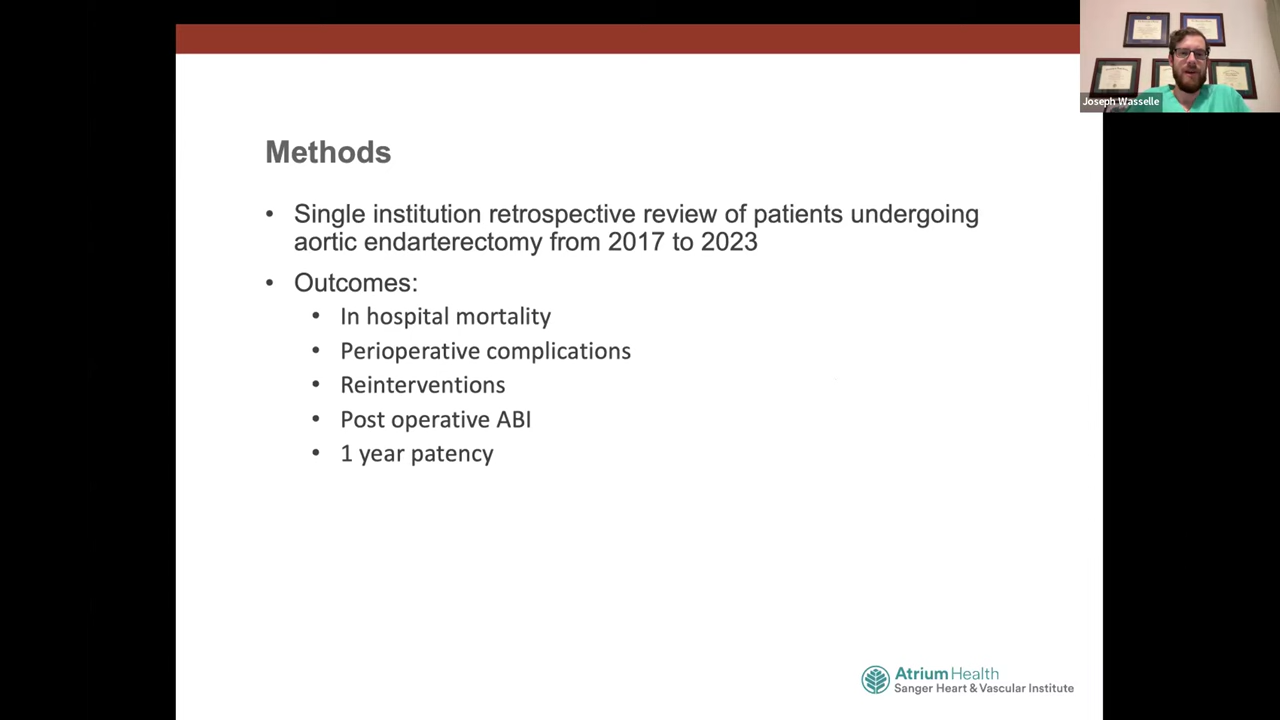 Joseph Wasselle
Methods
• Single institution retrospective review of patients undergoing
aortic endarterectomy from 2017 to 2023
• Outcomes:
• In hospital mortality
• Perioperative complications
• Reinterventions
• Post operative ABI
• 1 year patency
Atrium Health
Sanger Heart & Vascular Institute